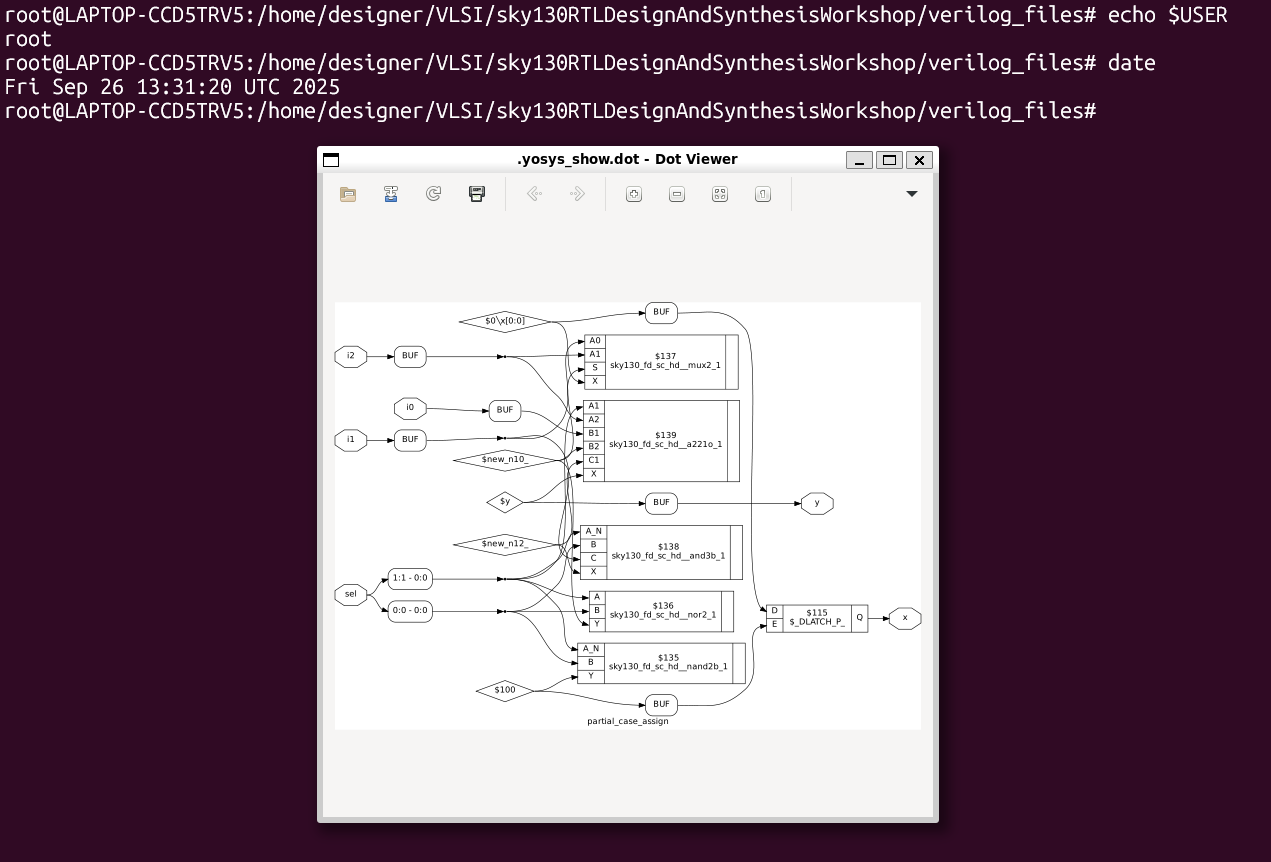 root@LAPTOP-CCD5TRV5:/home/designer/VLSI/sky130RTLDesignAndSynthesisWorkshop/verilog_files# echo $USER
root
root@LAPTOP-CCD5TRV5:/home/designer/VLSI/sky130RTLDesignAndSynthesisWorkshop/verilog_files# date
Fri Sep 26 13:31:20 UTC 2025
root@LAPTOP-CCD5TRV5:/home/designer/VLSI/sky130RTLDesignAndSynthesisWorkshop/verilog_files#
.yosys_show.dot - Dot Viewer
$0\x[0:0]
BUF
i2
BUF
A0
A1
S
X
$137
sky130_fd_sc_hd__mux2_1
i0
BUF
i1
BUF
$new_n10_
A1
A2
B1
B2
C1
X
$139
sky130_fd_sc_hd__a221o_1
$y
BUF
y
$new_n12_
A_N
B
C
X
$138
sky130_fd_sc_hd__and3b_1
sel
1:1 - 0:0
0:0 - 0:0
A
B
Y
$136
sky130_fd_sc_hd__nor2_1
D
E
$115
$_DLATCH_P_
Q
x
A_N
B
Y
$135
sky130_fd_sc_hd__nand2b_1
$100
BUF
partial_case_assign